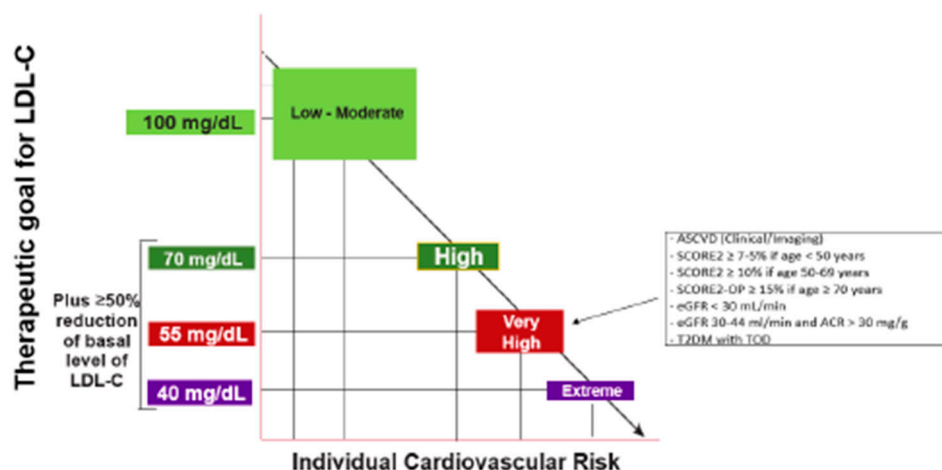 Therapeutic goal for LDL-C
100 mg/dL
Low - Moderate
70 mg/dL
High
Plus ≥50%
reduction
of basal
level of
LDL-C
55 mg/dL
Very
High
40 mg/dL
Extreme
- ASCVD (Clinical/Imaging)
- SCORE2 ≥ 7-5% if age < 50 years
- SCORE2 ≥ 10% if age 50-69 years
- SCORE2-OP ≥ 15% if age ≥ 70 years
- eGFR < 30 mL/min
- eGFR 30-44 ml/min and ACR > 30 mg/g
- T2DM with TOD
Individual Cardiovascular Risk